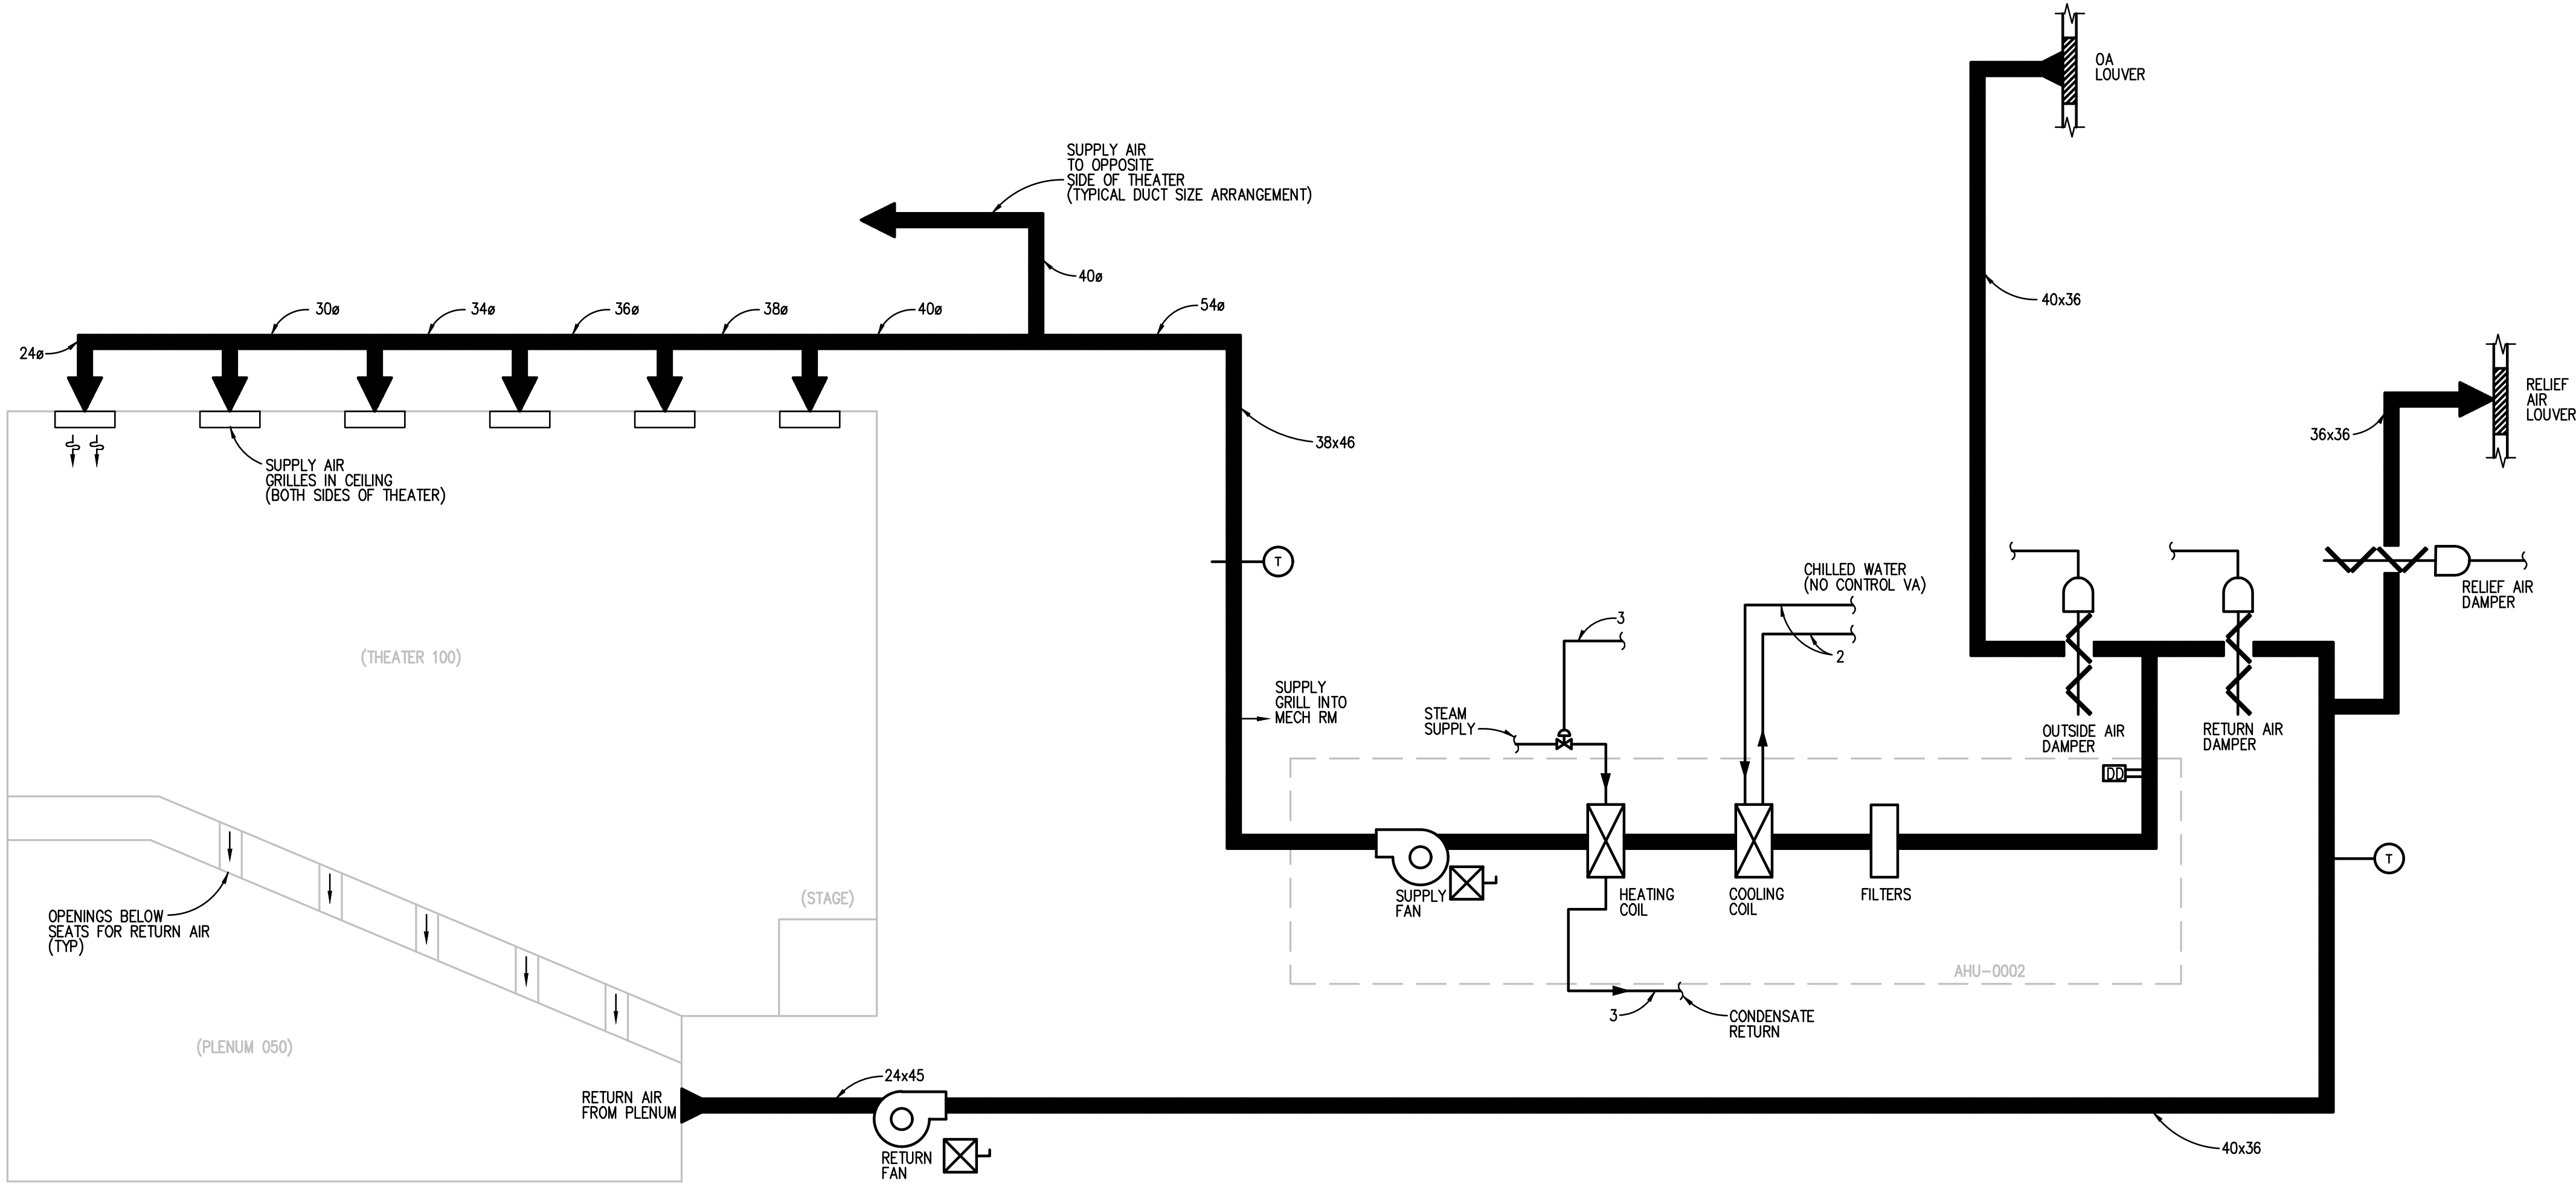 OA
LOUVER
SUPPLY AIR
TO OPPOSITE
SIDE OF THEATER
(TYPICAL DUCT SIZE ARRANGEMENT)
40ø
24ø
30ø
34ø
36ø
38ø
40ø
54ø
40x36
RELIEF
AIR
LOUVER
36x36
38x46
SUPPLY AIR
GRILLES IN CEILING
(BOTH SIDES OF THEATER)
T
CHILLED WATER
(NO CONTROL VA)
RELIEF AIR
DAMPER
3
2
(THEATER 100)
SUPPLY
GRILL INTO
MECH RM
STEAM
SUPPLY
OUTSIDE AIR
DAMPER
RETURN AIR
DAMPER
DD
T
SUPPLY
FAN
HEATING
COIL
COOLING
COIL
FILTERS
(STAGE)
OPENINGS BELOW
SEATS FOR RETURN AIR
(TYP)
AHU-0002
3
CONDENSATE
RETURN
(PLENUM 050)
RETURN AIR
FROM PLENUM
24x45
RETURN
FAN
40x36